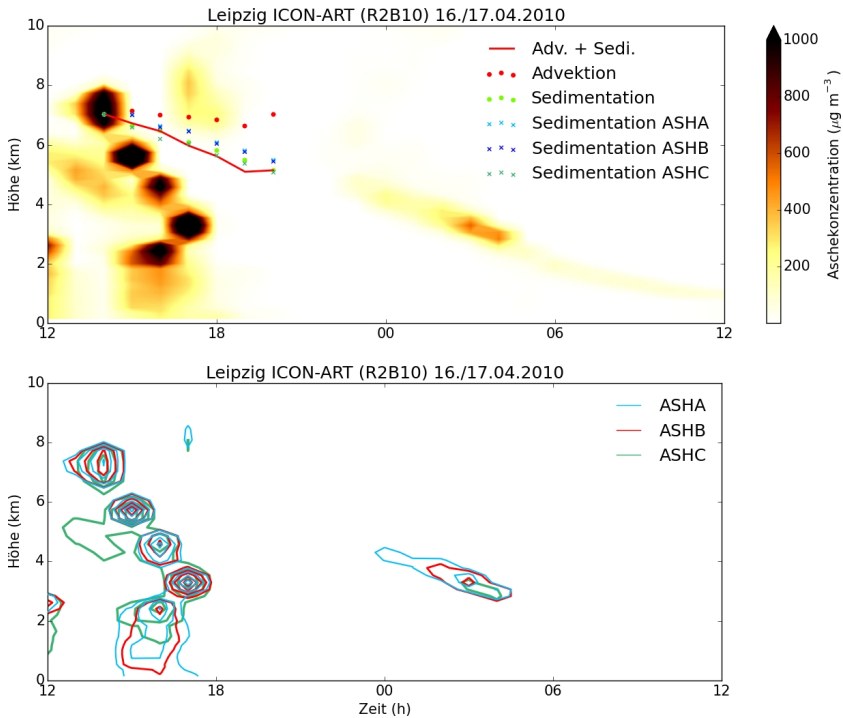 Leipzig ICON-ART (R2B10) 16./17.04.2010
10
8
6
4
2
0
Höhe (km)
12
18
00
06
12
Adv. + Sedi.
Advektion
Sedimentation
Sedimentation ASHA
Sedimentation ASHB
Sedimentation ASHC
1000
800
600
400
200
Aschekonzentration (μg m⁻³)
Leipzig ICON-ART (R2B10) 16./17.04.2010
10
8
6
4
2
0
Höhe (km)
12
18
00
06
12
Zeit (h)
ASHA
ASHB
ASHC